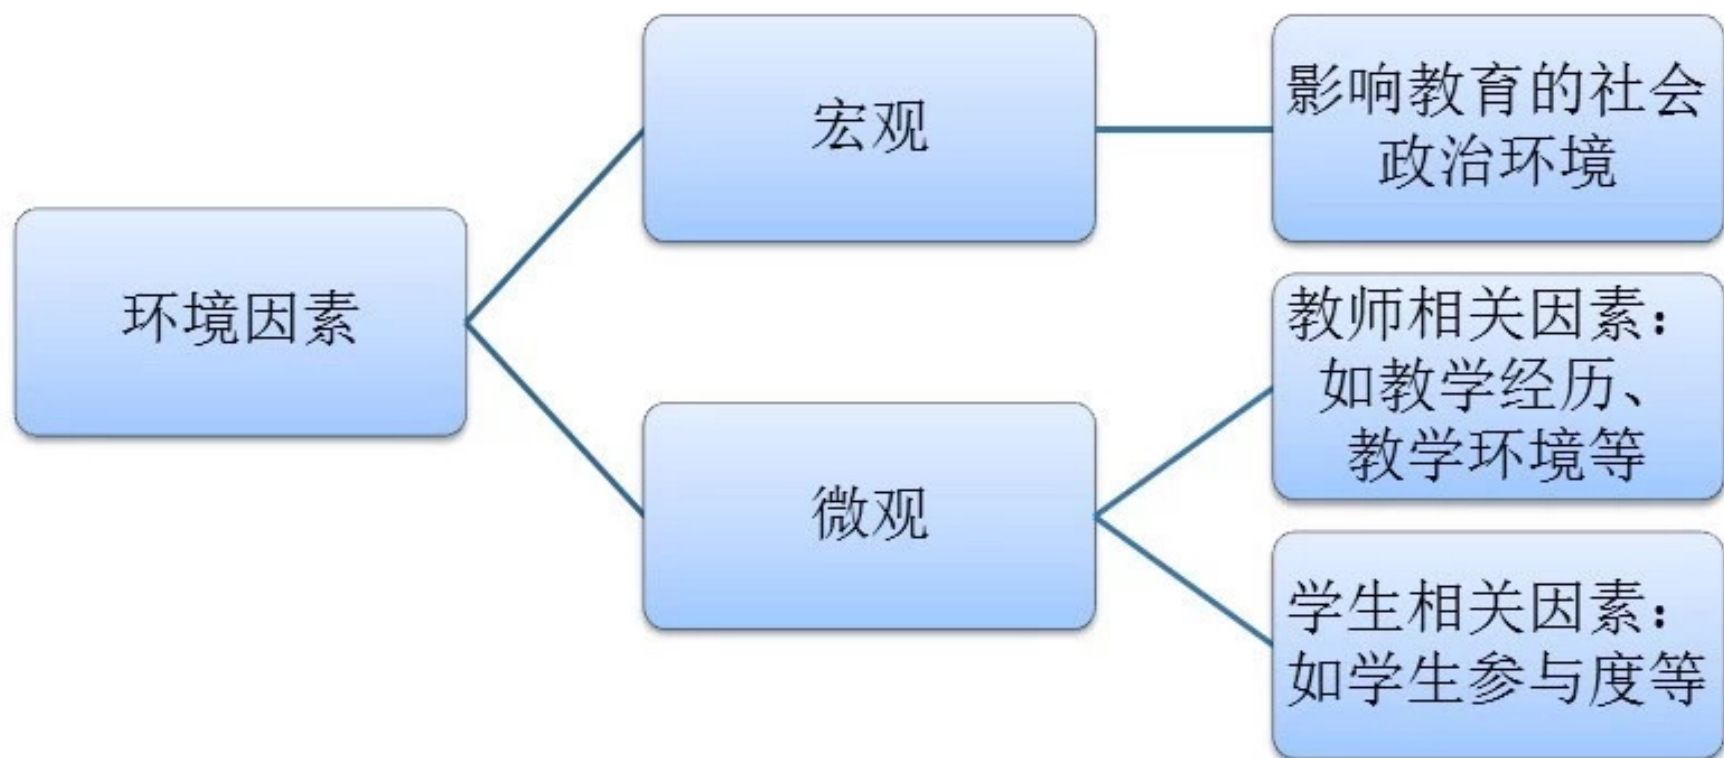 环境因素
宏观
影响教育的社会
政治环境
微观
教师相关因素：
如教学经历、
教学环境等
学生相关因素：
如学生参与度等